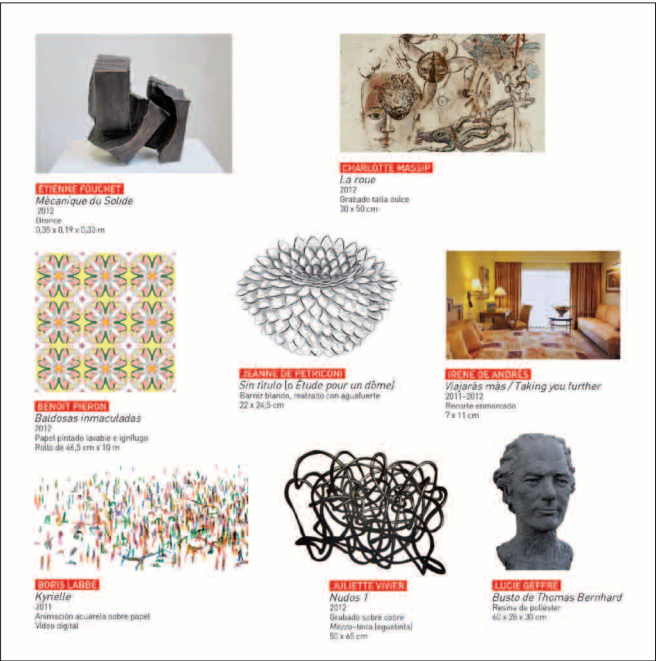 ÉTIENNE FOUCHET
Mécanique du Solide
2012
Bronce
0,35 x 0,19 x 0,33 m
CHARLOTTE MASSIP
La roue
2012
Grabado talla dulce
30 x 50 cm
BENOÎT PIERON
Baldosas inmaculadas
2012
Papel pintado lavable e ignífugo
Rollo de 46,5 cm x 10 m
JEANNE DE PETRICONI
Sin título (o Étude pour un dôme)
Barniz blando, realzado con aguafuerte
22 x 24,5 cm
IRENE DE ANDRÉS
Viajarás más / Taking you further
2011-2012
Recorte enmarcado
7 x 11 cm
BORIS LABBÉ
Kyrielle
2011
Animación acuarela sobre papel
Vídeo digital
JULIETTE VIVIER
Nudos 1
2012
Grabado sobre cobre
Mezzo-tinta (aguatinta)
50 x 65 cm
LUCIE GEFFRÉ
Busto de Thomas Bernhard
Resina de poliéster
60 x 25 x 30 cm